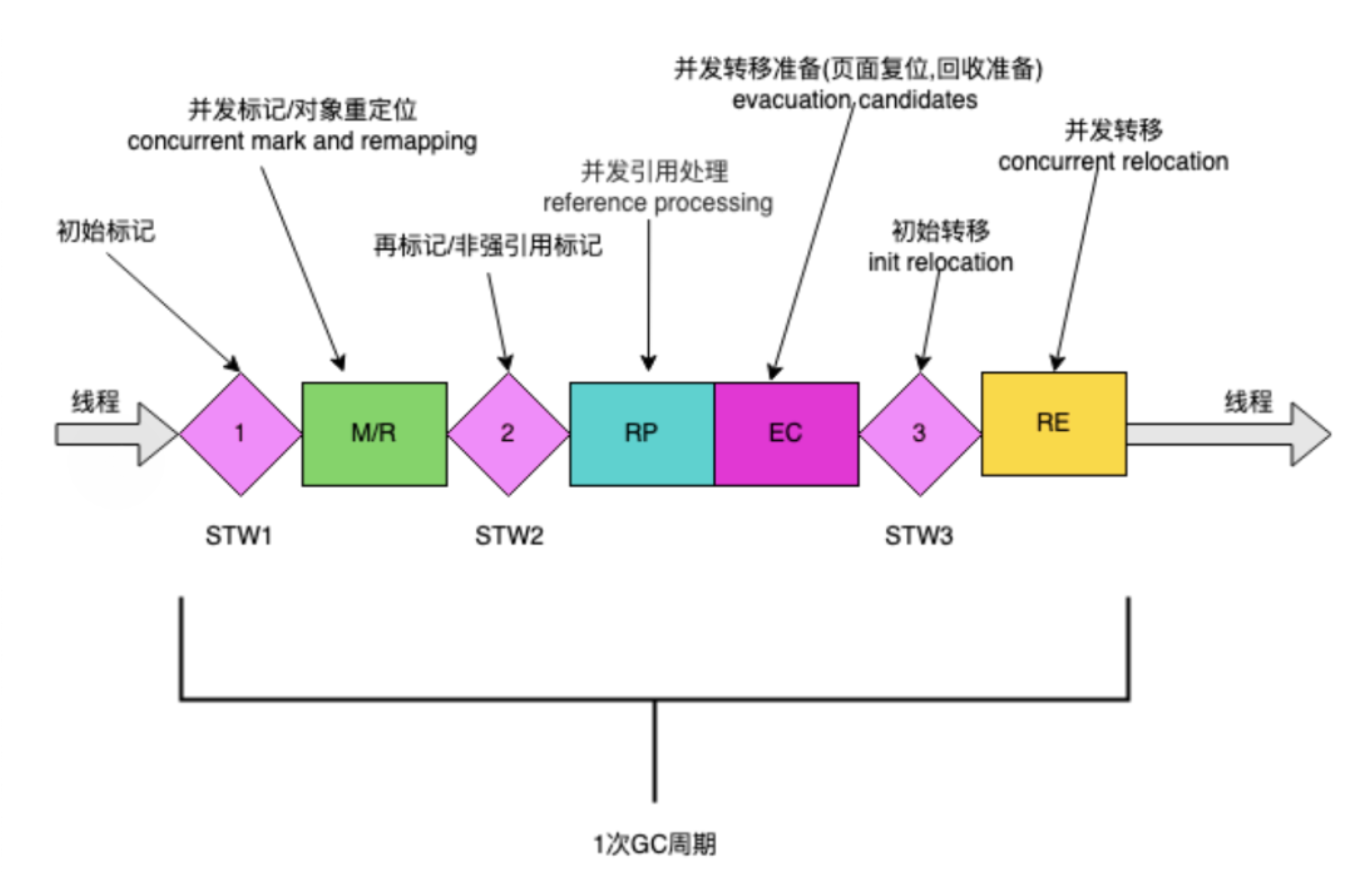 并发转移准备(页面复位,回收准备)
evacuation candidates
并发标记/对象重定位
concurrent mark and remapping
并发转移
concurrent relocation
并发引用处理
reference processing
初始标记
再标记/非强引用标记
初始转移
init relocation
线程
1
M/R
2
RP
EC
3
RE
线程
STW1
STW2
STW3
1次GC周期